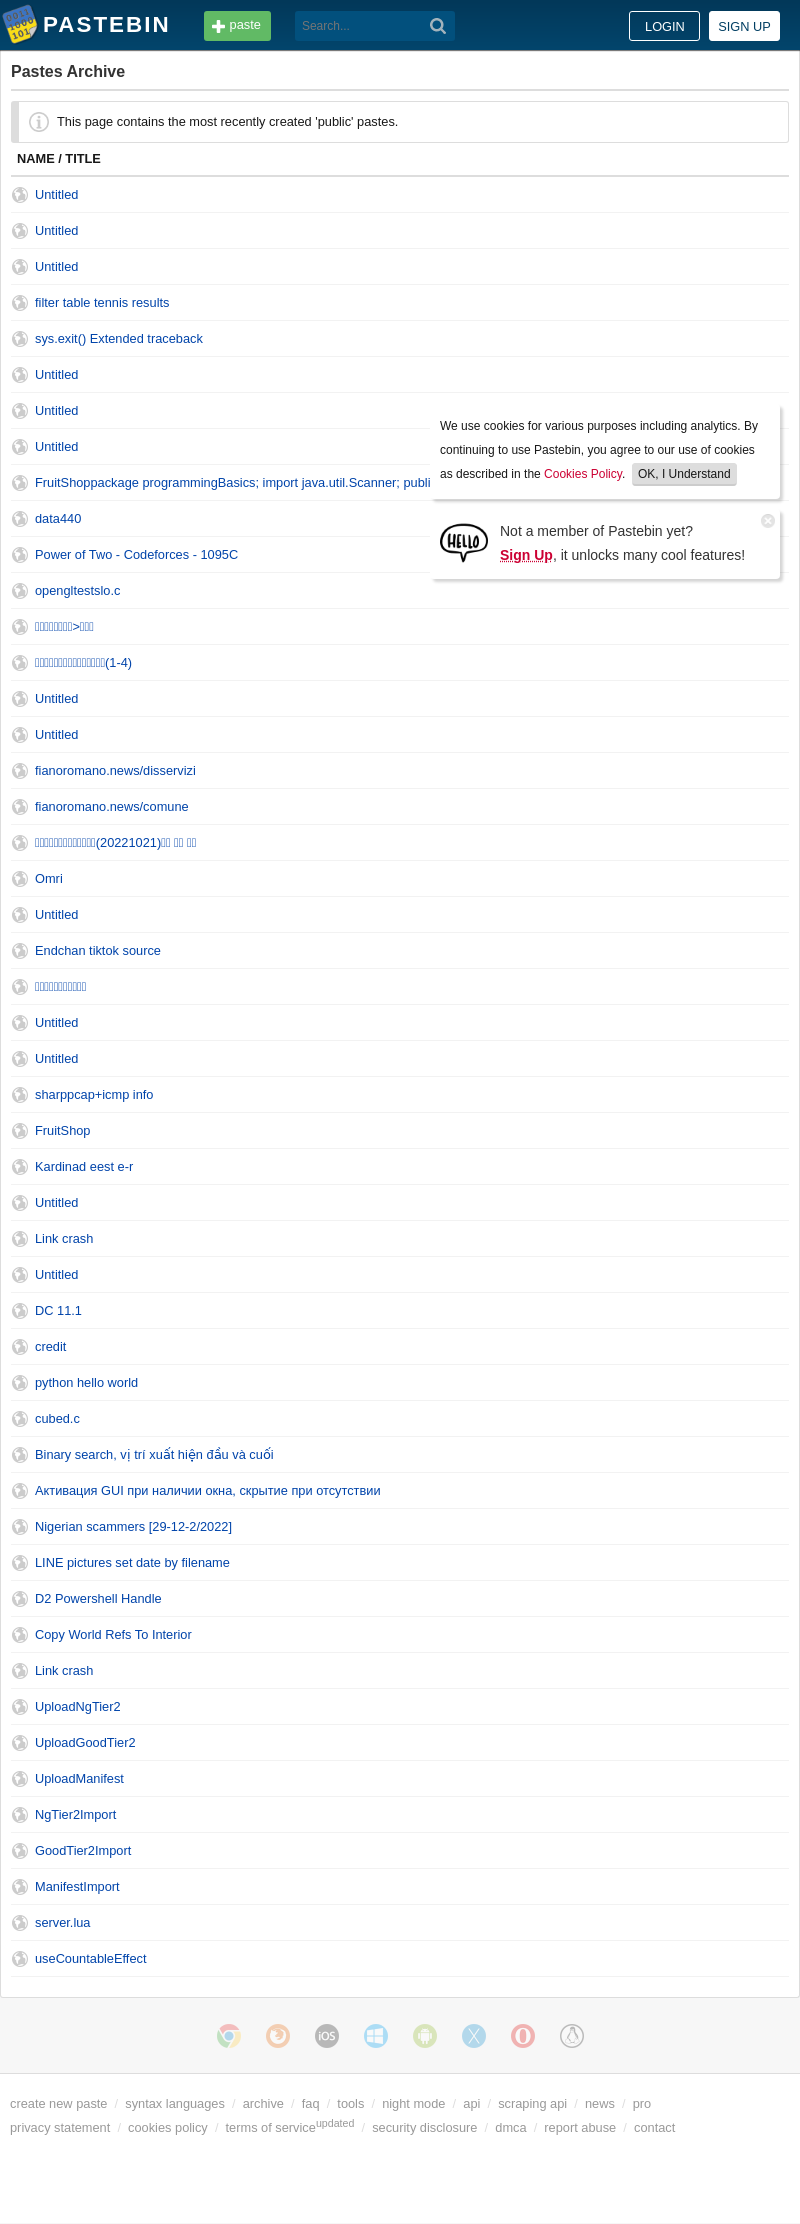 PASTEBIN
paste
Search...
LOGIN
SIGN UP
Pastes Archive
This page contains the most recently created 'public' pastes.
NAME / TITLE
Untitled
Untitled
Untitled
filter table tennis results
sys.exit() Extended traceback
Untitled
Untitled
Untitled
FruitShoppackage programmingBasics; import java.util.Scanner; publi
data440
Power of Two - Codeforces - 1095C
opengltestslo.c
>
(1-4)
Untitled
Untitled
fianoromano.news/disservizi
fianoromano.news/comune
(20221021)
Omri
Untitled
Endchan tiktok source
Untitled
Untitled
sharppcap+icmp info
FruitShop
Kardinad eest e-r
Untitled
Link crash
Untitled
DC 11.1
credit
python hello world
cubed.c
Binary search, vị trí xuất hiện đầu và cuối
Активация GUI при наличии окна, скрытие при отсутствии
Nigerian scammers [29-12-2/2022]
LINE pictures set date by filename
D2 Powershell Handle
Copy World Refs To Interior
Link crash
UploadNgTier2
UploadGoodTier2
UploadManifest
NgTier2Import
GoodTier2Import
ManifestImport
server.lua
useCountableEffect
We use cookies for various purposes including analytics. By
continuing to use Pastebin, you agree to our use of cookies
as described in the Cookies Policy. OK, I Understand
HELLO
Not a member of Pastebin yet?
Sign Up, it unlocks many cool features!
iOS
create new paste / syntax languages / archive / faq / tools / night mode / api / scraping api / news / pro
privacy statement / cookies policy / terms of service updated / security disclosure / dmca / report abuse / contact